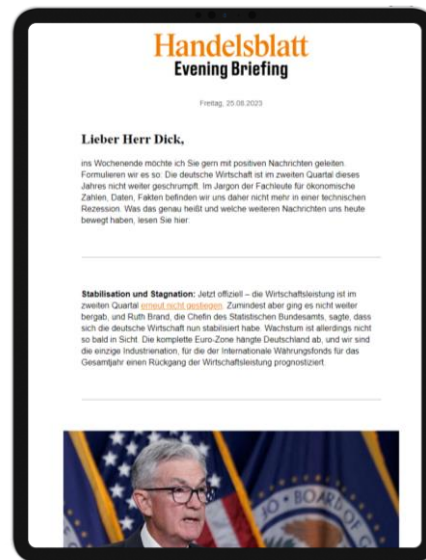 Handelsblatt
Evening Briefing
Freitag, 25.08.2023
Lieber Herr Dick,
ins Wochenende möchte ich Sie gern mit positiven Nachrichten geleiten.
Formulieren wir es so: Die deutsche Wirtschaft ist im zweiten Quartal dieses
Jahres nicht weiter geschrumpft. Im Jargon der Fachleute für ökonomische
Zahlen, Daten, Fakten befinden wir uns daher nicht mehr in einer technischen
Rezession. Was das genau heißt und welche weiteren Nachrichten uns heute
bewegt haben, lesen Sie hier:
Stabilisation und Stagnation: Jetzt offiziell – die Wirtschaftsleistung ist im
zweiten Quartal erneut nicht gestiegen. Zumindest aber ging es nicht weiter
bergab, und Ruth Brand, die Chefin des Statistischen Bundesamts, sagte, dass
sich die deutsche Wirtschaft nun stabilisiert habe. Wachstum ist allerdings nicht
so bald in Sicht. Die komplette Euro-Zone hängte Deutschland ab, und wir sind
die einzige Industrienation, für die der Internationale Währungsfonds für das
Gesamtjahr einen Rückgang der Wirtschaftsleistung prognostiziert.
BOARD OF